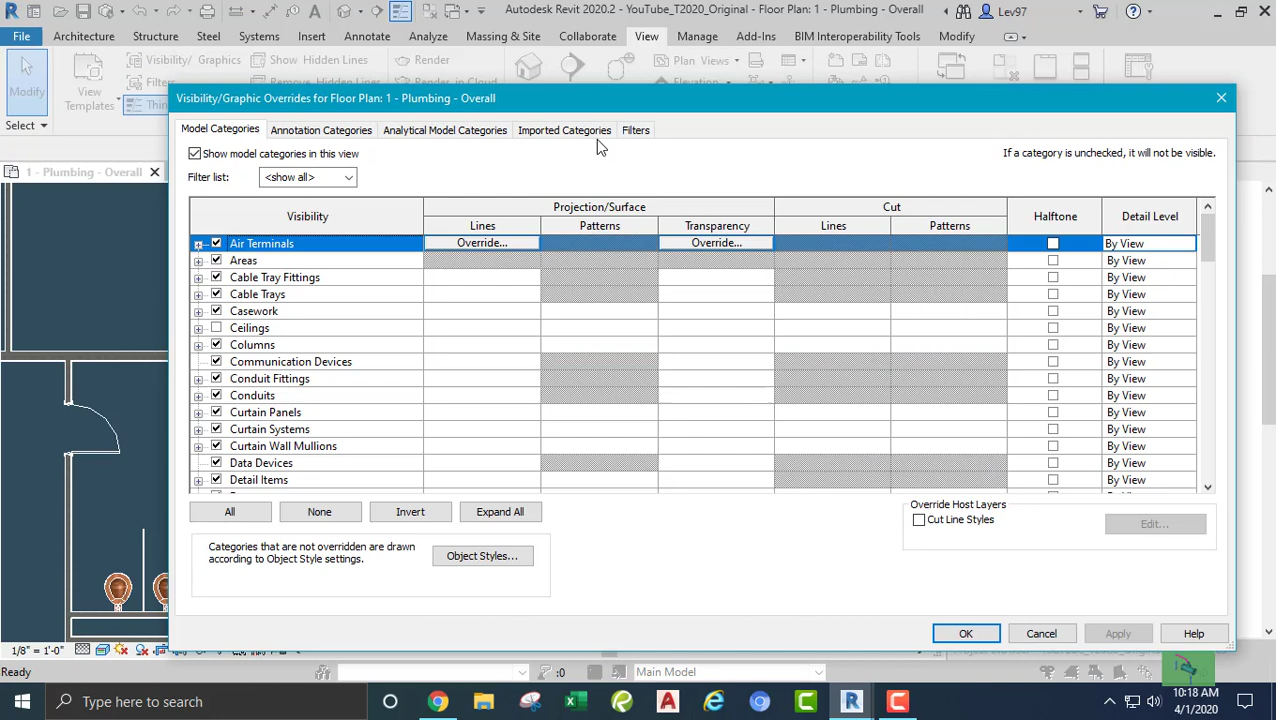 Autodesk Revit 2020.2 - YouTube_T2020_Original - Floor Plan: 1 - Plumbing - Overall
Lev97
File
Architecture
Structure
Steel
Systems
Insert
Annotate
Analyze
Massing & Site
Collaborate
View
Manage
Add-Ins
BIM Interoperability Tools
Modify
Modify
View
Templates
Visibility/ Graphics
Filters
Thin
Show Hidden Lines
Remove Hidden Lines
Render
Render in Cloud
Plan Views
Elevation
Select
1 - Plumbing - Overall
Visibility/Graphic Overrides for Floor Plan: 1 - Plumbing - Overall
Model Categories
Annotation Categories
Analytical Model Categories
Imported Categories
Filters
Show model categories in this view
If a category is unchecked, it will not be visible.
Filter list:
<show all>
Visibility
Projection/Surface
Cut
Halftone
Detail Level
Lines
Patterns
Transparency
Lines
Patterns
Air Terminals
Override...
Override...
By View
Areas
By View
Cable Tray Fittings
By View
Cable Trays
By View
Casework
By View
Ceilings
By View
Columns
By View
Communication Devices
By View
Conduit Fittings
By View
Conduits
By View
Curtain Panels
By View
Curtain Systems
By View
Curtain Wall Mullions
By View
Data Devices
By View
Detail Items
By View
All
None
Invert
Expand All
Override Host Layers
Cut Line Styles
Edit...
Categories that are not overridden are drawn
according to Object Style settings.
Object Styles...
OK
Cancel
Apply
Help
1/8" = 1'-0"
Ready
:0
Main Model
Type here to search
10:18 AM
4/1/2020